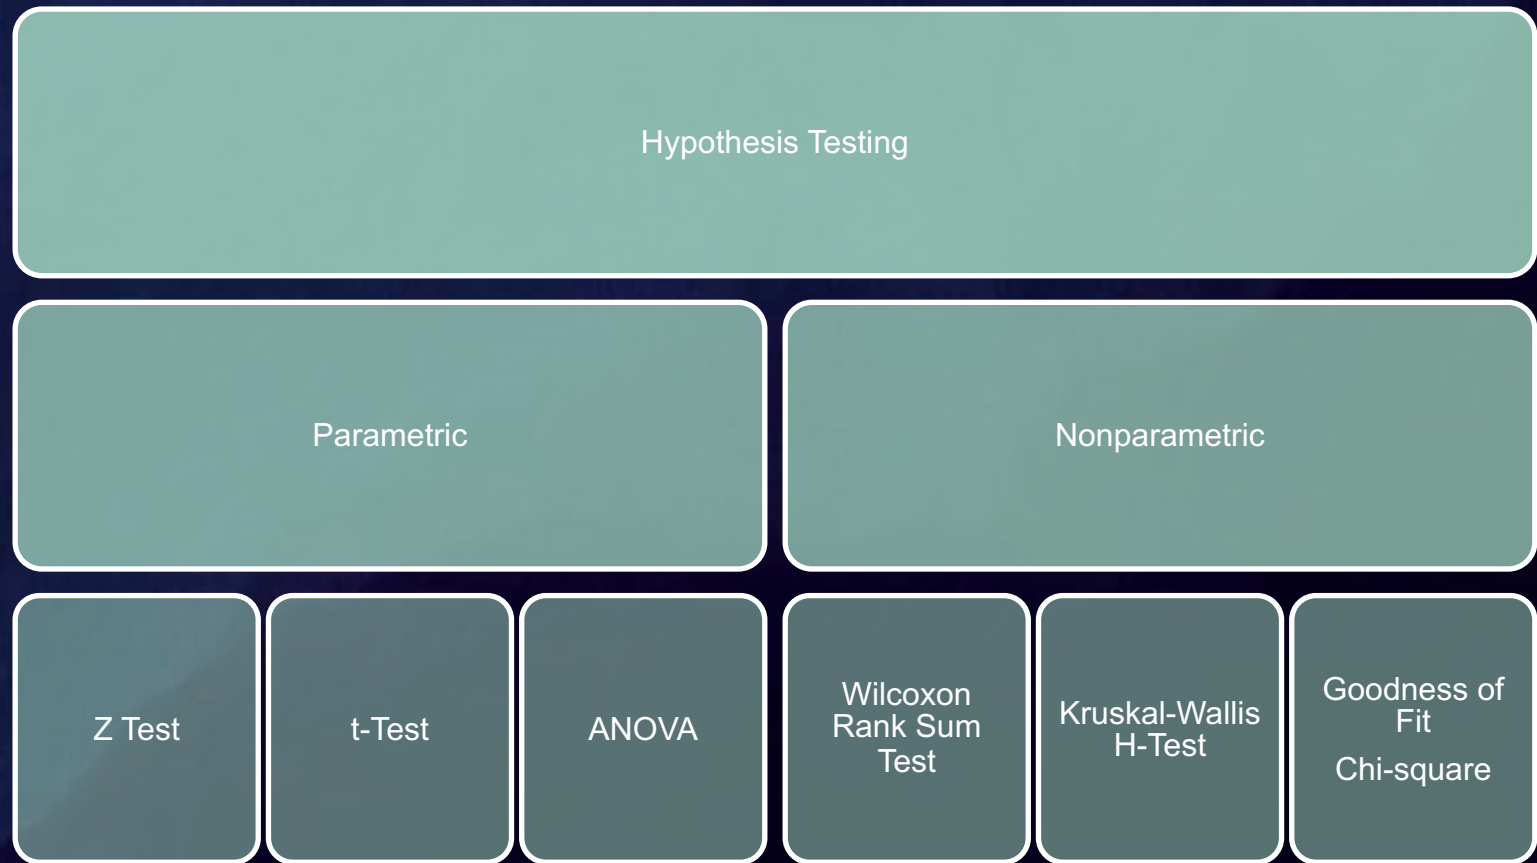 Hypothesis Testing
Parametric
Nonparametric
Z Test
t-Test
ANOVA
Wilcoxon
Rank Sum
Test
Kruskal-Wallis
H-Test
Goodness of
Fit
Chi-square